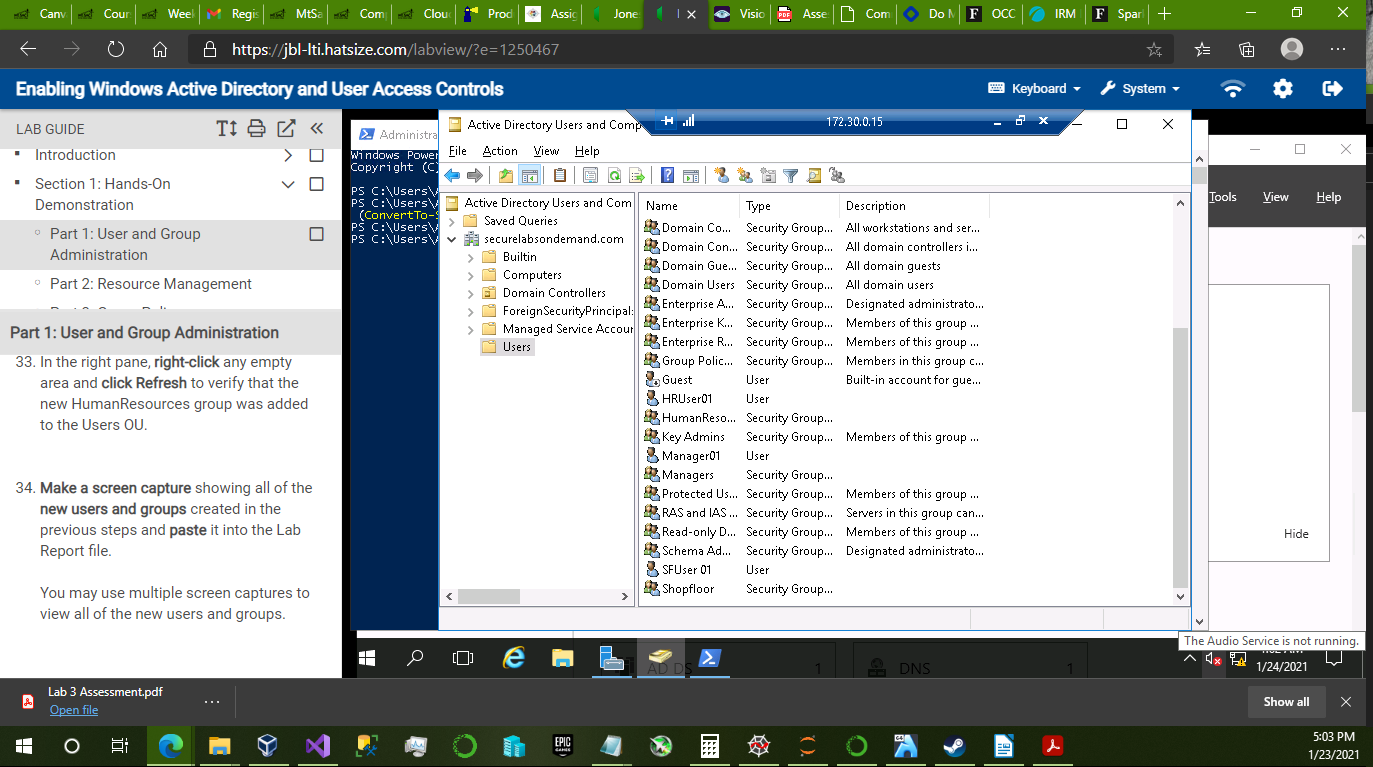 Canv
Cour
Week
Regis
MtSa
Comp
Cloud
Prod
Assig
Jone
I
Visio
Asse
Com
Do M
OCC
IRM
Spar
https://jbl-lti.hatsize.com/labview/?e=1250467
Enabling Windows Active Directory and User Access Controls
Keyboard
System
LAB GUIDE
Introduction
Section 1: Hands-On
Demonstration
Part 1: User and Group
Administration
Part 2: Resource Management
Part 1: User and Group Administration
33. In the right pane, right-click any empty
area and click Refresh to verify that the
new HumanResources group was added
to the Users OU.
34. Make a screen capture showing all of the
new users and groups created in the
previous steps and paste it into the Lab
Report file.
You may use multiple screen captures to
view all of the new users and groups.
Administra
Windows Power
Copyright (C)
PS C:\Users\A
PS C:\Users\A
(ConvertTo-S
PS C:\Users\A
PS C:\Users\A
Active Directory Users and Comp
172.30.0.15
File Action View Help
Active Directory Users and Com
Saved Queries
securelabsondemand.com
Builtin
Computers
Domain Controllers
ForeignSecurityPrincipal:
Managed Service Accour
Users
Name Type Description
Domain Co... Security Group... All workstations and ser...
Domain Con... Security Group... All domain controllers i...
Domain Gue... Security Group... All domain guests
Domain Users Security Group... All domain users
Enterprise A... Security Group... Designated administrato...
Enterprise K... Security Group... Members of this group ...
Enterprise R... Security Group... Members of this group ...
Group Polic... Security Group... Members in this group c...
Guest User Built-in account for gue...
HRUser01 User
HumanReso... Security Group...
Key Admins Security Group... Members of this group ...
Manager01 User
Managers Security Group...
Protected Us... Security Group... Members of this group ...
RAS and IAS ... Security Group... Servers in this group can...
Read-only D... Security Group... Members of this group ...
Schema Ad... Security Group... Designated administrato...
SFUser 01 User
Shopfloor Security Group...
Tools View Help
Hide
The Audio Service is not running.
AD DS 1
DNS 1
1/24/2021
Lab 3 Assessment.pdf
Open file
Show all
EPIC
GAMES
5:03 PM
1/23/2021